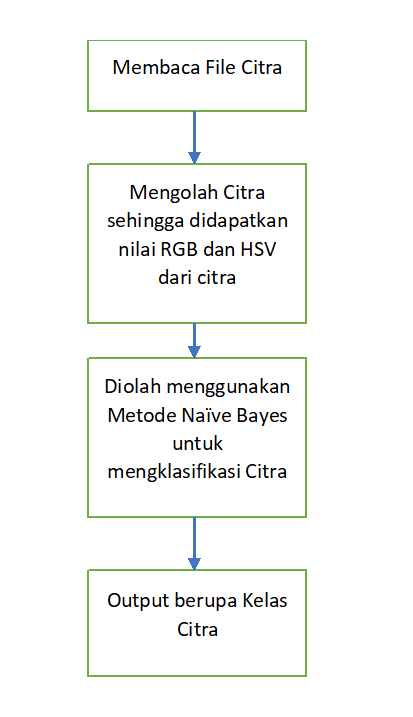 Membaca File Citra
Mengolah Citra
sehingga didapatkan
nilai RGB dan HSV
dari citra
Diolah menggunakan
Metode Naïve Bayes
untuk
mengklasifikasi Citra
Output berupa Kelas
Citra